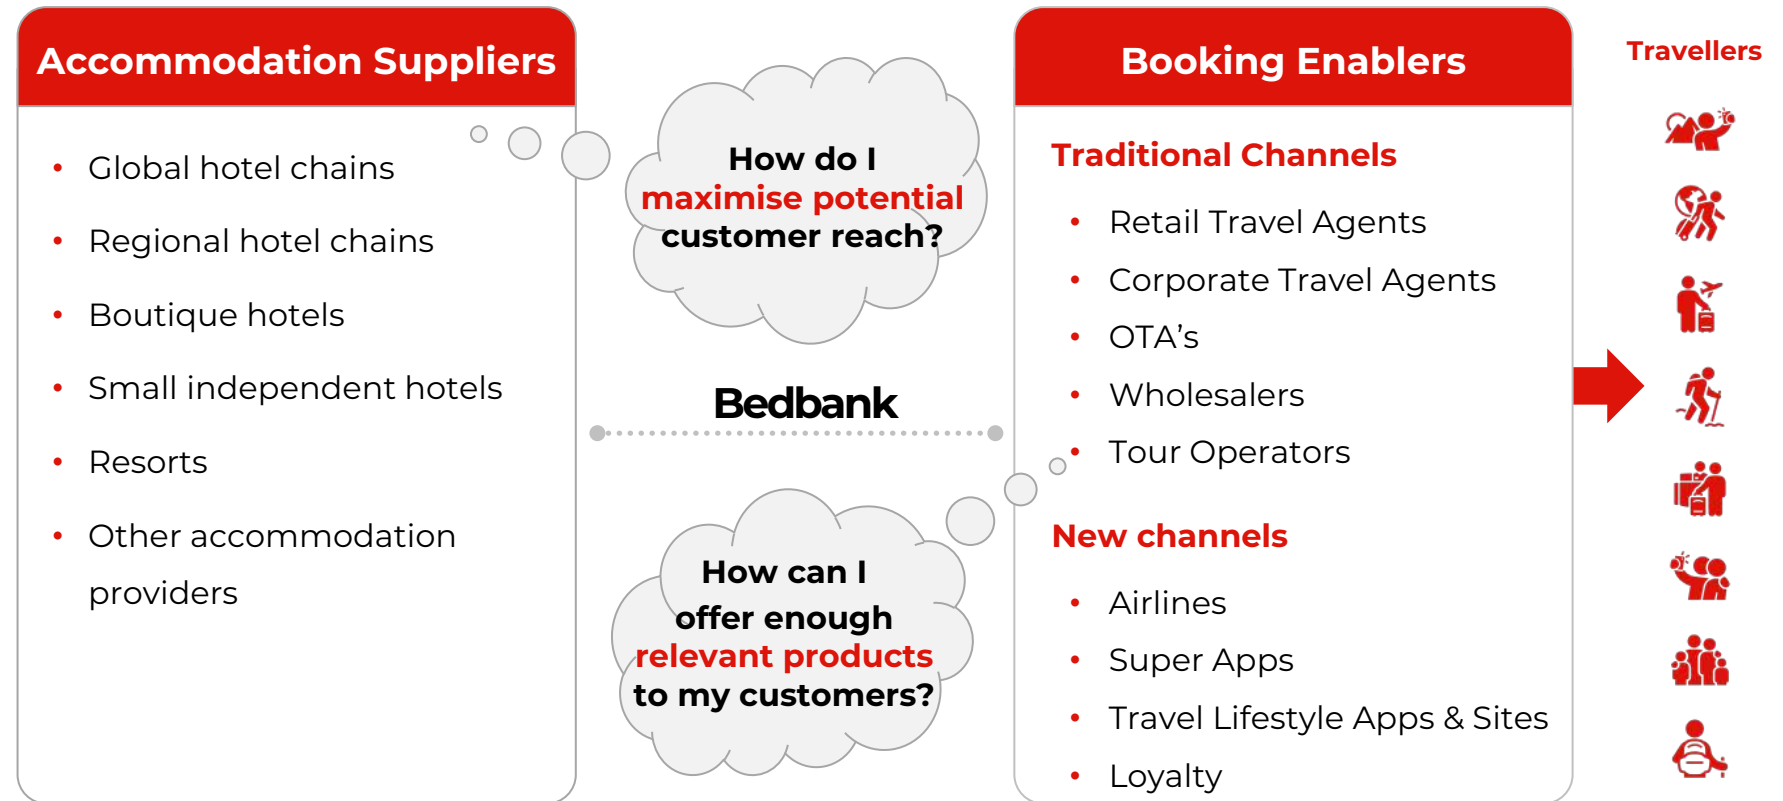 Accommodation Suppliers
Global hotel chains
Regional hotel chains
Boutique hotels
Small independent hotels
Resorts
Other accommodation
providers
How do I
maximise potential
customer reach?
Bedbank
How can I
offer enough
relevant products
to my customers?
Booking Enablers
Traditional Channels
Retail Travel Agents
Corporate Travel Agents
OTA’s
Wholesalers
Tour Operators
New channels
Airlines
Super Apps
Travel Lifestyle Apps & Sites
Loyalty
Travellers